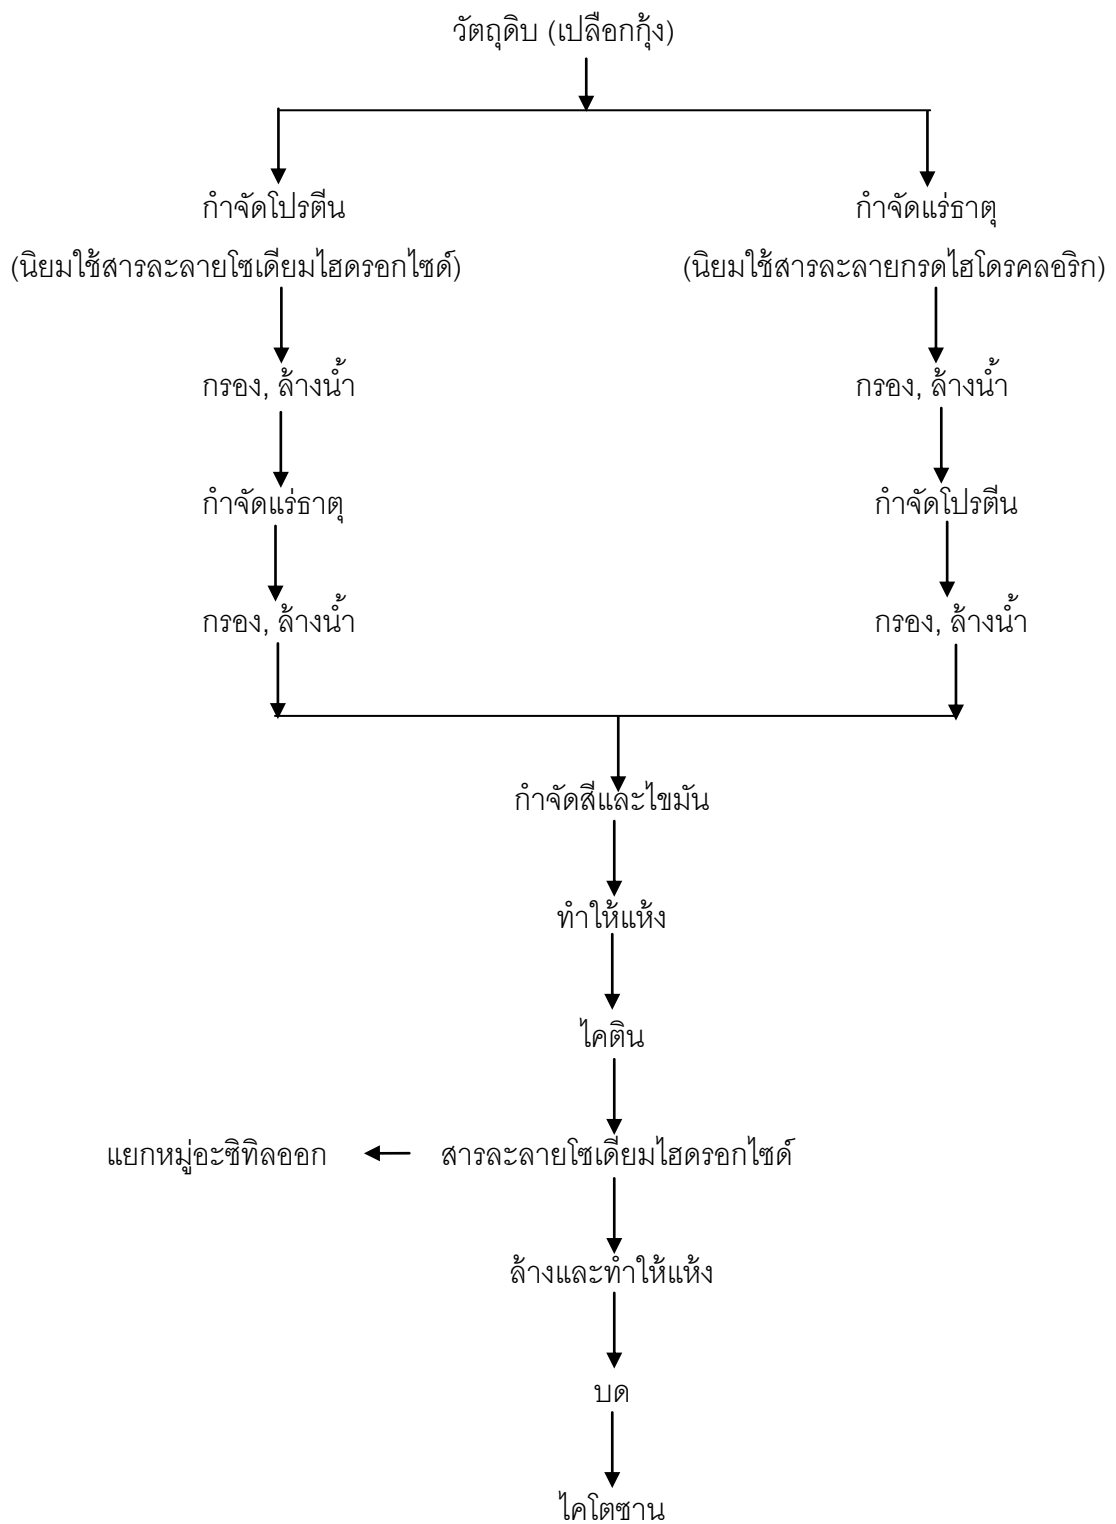 วัตถุดิบ (เปลือกกุ้ง)
กำจัดโปรตีน
กำจัดแร่ธาตุ
(นิยมใช้สารละลายโซเดียมไฮดรอกไซด์)
(นิยมใช้สารละลายกรดไฮโดรคลอริก)
กรอง, ล้างน้ำ
กรอง, ล้างน้ำ
กำจัดแร่ธาตุ
กำจัดโปรตีน
กรอง, ล้างน้ำ
กรอง, ล้างน้ำ
กำจัดสีและไขมัน
ทำให้แห้ง
ไคติน
แยกหมู่อะซิทิลออก
สารละลายโซเดียมไฮดรอกไซด์
ล้างและทำให้แห้ง
บด
ไคโตซาน